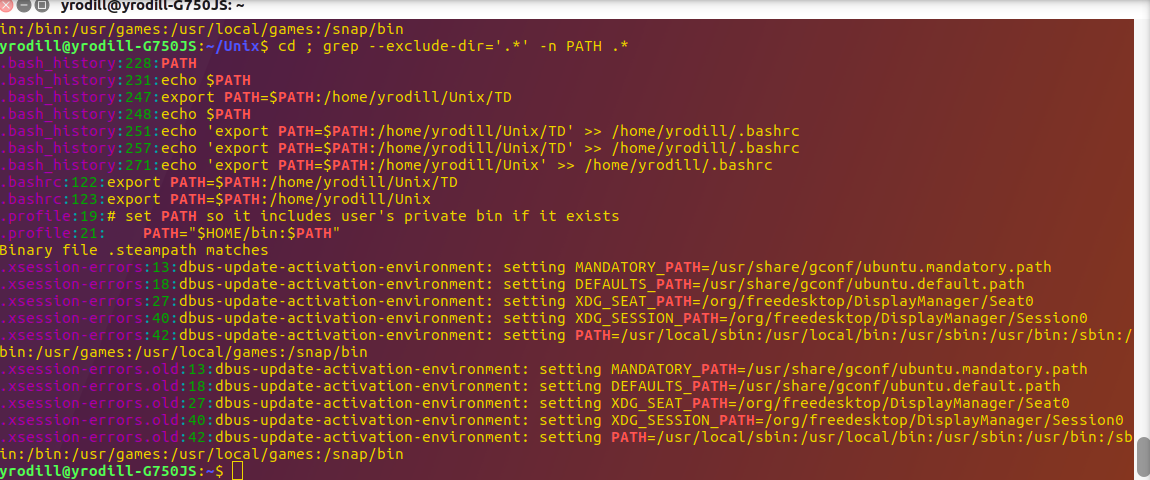 yrodill@yrodill-G750JS: ~
in:/bin:/usr/games:/usr/local/games:/snap/bin
yrodill@yrodill-G750JS:~/Unix$ cd ; grep --exclude-dir='.*' -n PATH .*
.bash_history:228:PATH
.bash_history:231:echo $PATH
.bash_history:247:export PATH=$PATH:/home/yrodill/Unix/TD
.bash_history:248:echo $PATH
.bash_history:251:echo 'export PATH=$PATH:/home/yrodill/Unix/TD' >> /home/yrodill/.bashrc
.bash_history:257:echo 'export PATH=$PATH:/home/yrodill/Unix/TD' >> /home/yrodill/.bashrc
.bash_history:271:echo 'export PATH=$PATH:/home/yrodill/Unix' >> /home/yrodill/.bashrc
.bashrc:122:export PATH=$PATH:/home/yrodill/Unix/TD
.bashrc:123:export PATH=$PATH:/home/yrodill/Unix
.profile:19:# set PATH so it includes user's private bin if it exists
.profile:21:    PATH="$HOME/bin:$PATH"
Binary file .steampath matches
.xsession-errors:13:dbus-update-activation-environment: setting MANDATORY_PATH=/usr/share/gconf/ubuntu.mandatory.path
.xsession-errors:18:dbus-update-activation-environment: setting DEFAULTS_PATH=/usr/share/gconf/ubuntu.default.path
.xsession-errors:27:dbus-update-activation-environment: setting XDG_SEAT_PATH=/org/freedesktop/DisplayManager/Seat0
.xsession-errors:40:dbus-update-activation-environment: setting XDG_SESSION_PATH=/org/freedesktop/DisplayManager/Session0
.xsession-errors:42:dbus-update-activation-environment: setting PATH=/usr/local/sbin:/usr/local/bin:/usr/sbin:/usr/bin:/sbin:/
bin:/usr/games:/usr/local/games:/snap/bin
.xsession-errors.old:13:dbus-update-activation-environment: setting MANDATORY_PATH=/usr/share/gconf/ubuntu.mandatory.path
.xsession-errors.old:18:dbus-update-activation-environment: setting DEFAULTS_PATH=/usr/share/gconf/ubuntu.default.path
.xsession-errors.old:27:dbus-update-activation-environment: setting XDG_SEAT_PATH=/org/freedesktop/DisplayManager/Seat0
.xsession-errors.old:40:dbus-update-activation-environment: setting XDG_SESSION_PATH=/org/freedesktop/DisplayManager/Session0
.xsession-errors.old:42:dbus-update-activation-environment: setting PATH=/usr/local/sbin:/usr/local/bin:/usr/sbin:/usr/bin:/sb
in:/bin:/usr/games:/usr/local/games:/snap/bin
yrodill@yrodill-G750JS:~$